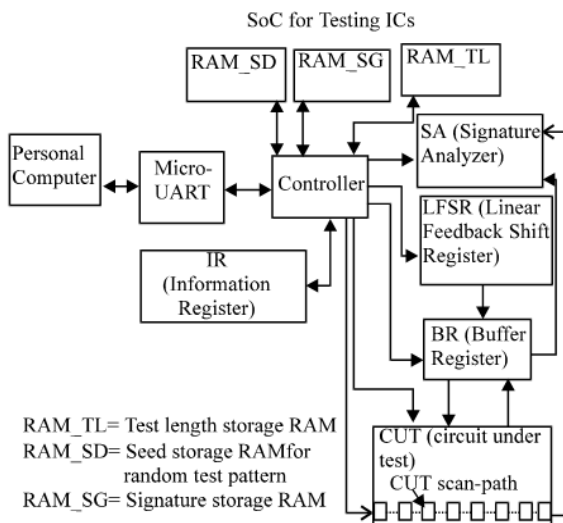 SoC for Testing ICs
RAM_SD
RAM_SG
RAM_TL
SA (Signature
Analyzer)
Personal
Computer
Micro-
UART
Controller
LFSR (Linear
Feedback Shift
Register)
IR
(Information
Register)
BR (Buffer
Register)
RAM_TL= Test length storage RAM
RAM_SD= Seed storage RAMfor
random test pattern
RAM_SG= Signature storage RAM
CUT (circuit under
test)
CUT scan-path